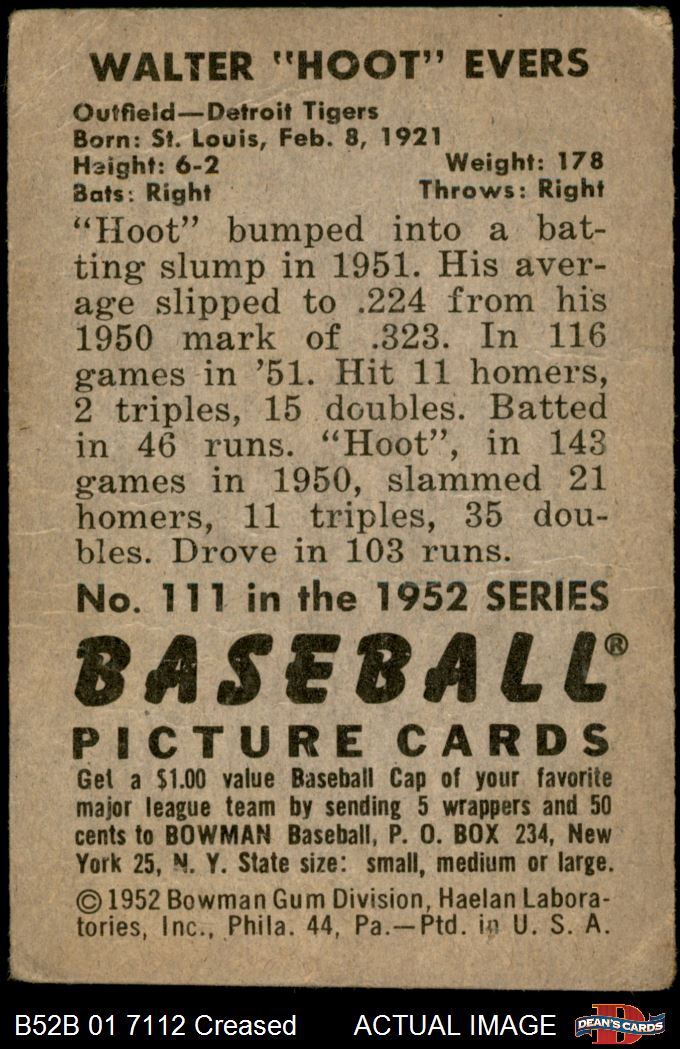 WALTER "HOOT" EVERS
Outfield—Detroit Tigers
Born: St. Louis, Feb. 8, 1921
Height: 6-2 Weight: 178
Bats: Right Throws: Right
"Hoot" bumped into a bat-
ting slump in 1951. His aver-
age slipped to .224 from his
1950 mark of .323. In 116
games in '51. Hit 11 homers,
2 triples, 15 doubles. Batted
in 46 runs. "Hoot", in 143
games in 1950, slammed 21
homers, 11 triples, 35 dou-
bles. Drove in 103 runs.
No. 111 in the 1952 SERIES
BASEBALL®
PICTURE CARDS
Get a $1.00 value Baseball Cap of your favorite
major league team by sending 5 wrappers and 50
cents to BOWMAN Baseball, P. O. BOX 234, New
York 25, N. Y. State size: small, medium or large.
©1952 Bowman Gum Division, Haelan Labora-
tories, Inc., Phila. 44, Pa.—Ptd. in U. S. A.
B52B 01 7112 Creased ACTUAL IMAGE
D
DEAN'S CARDS